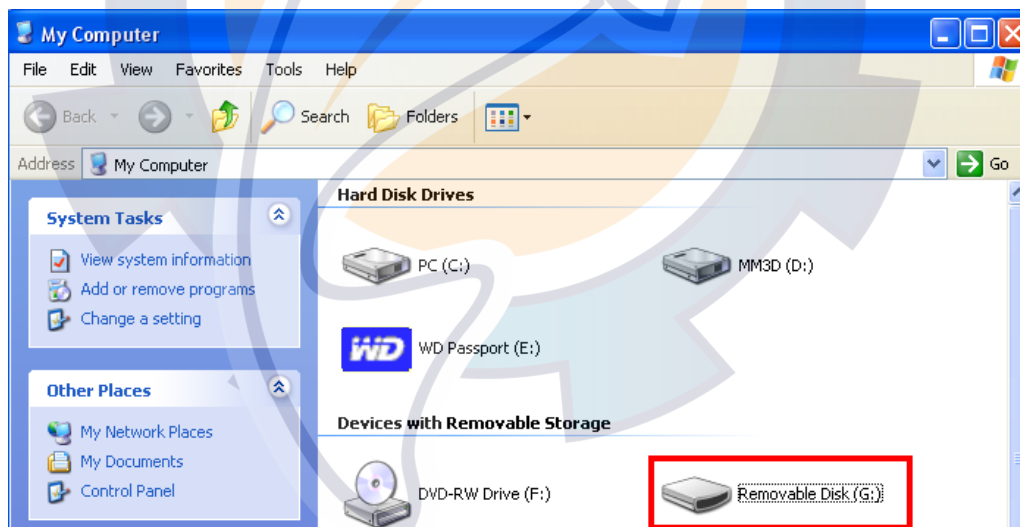 My Computer
File Edit View Favorites Tools Help
Back Search Folders
Address My Computer Go
System Tasks
View system information
Add or remove programs
Change a setting
Other Places
My Network Places
My Documents
Control Panel
Hard Disk Drives
PC (C:)
MM3D (D:)
WD WD Passport (E:)
Devices with Removable Storage
DVD-RW Drive (F:)
Removable Disk (G:)